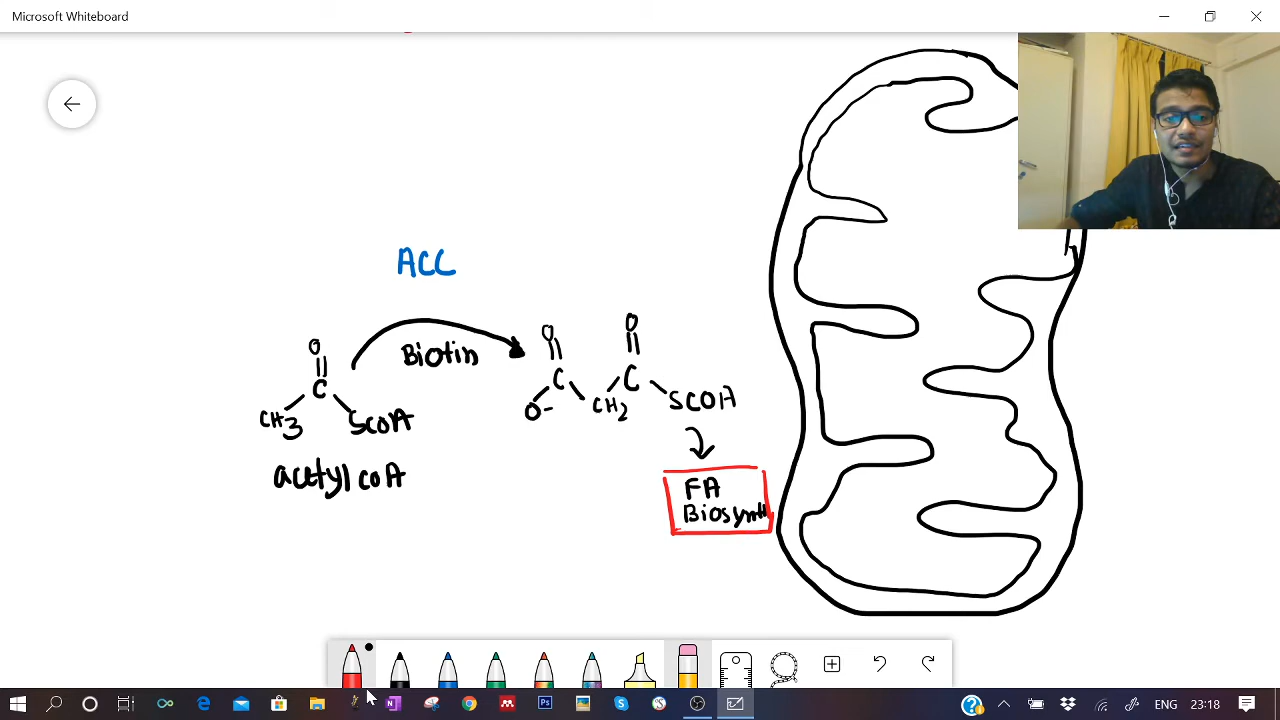 Microsoft Whiteboard
ACC
Biotin
O
O
O
C
C
C
CH3
SCOA
O-
CH2
SCOA
acetyl coA
FA
Biosynth
ENG
23:18